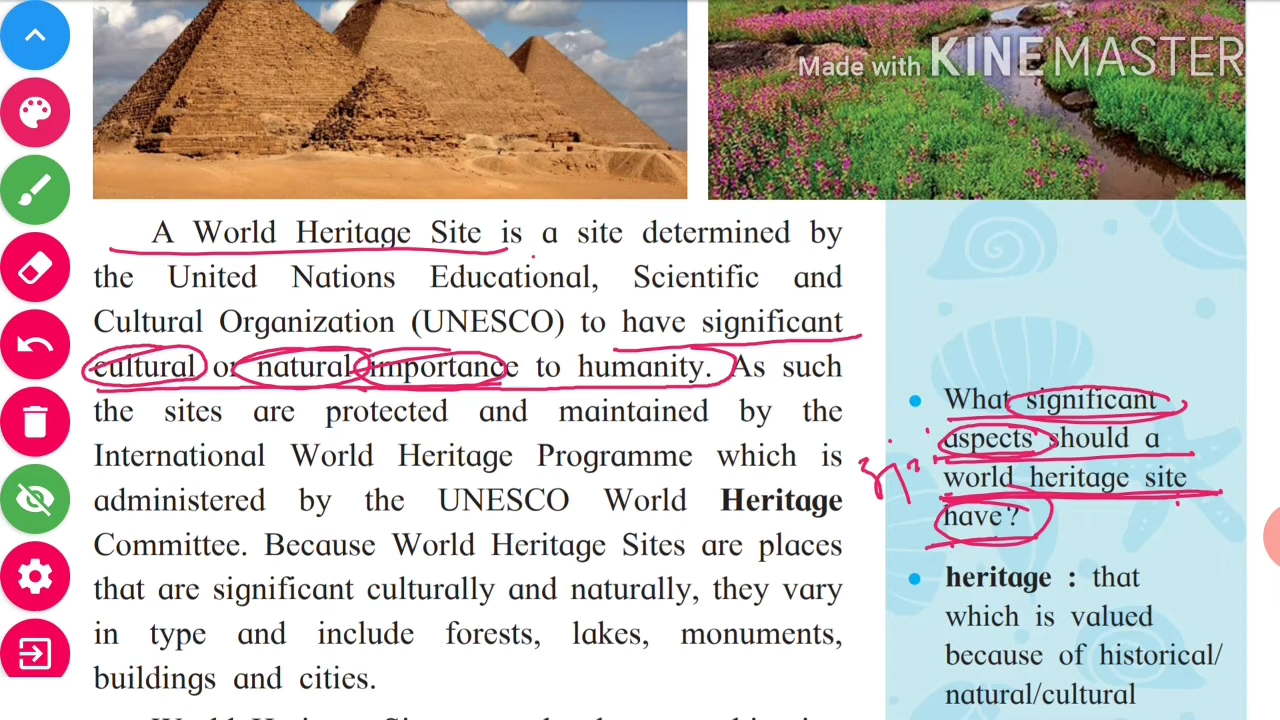 Made with KINEMASTER
A World Heritage Site is a site determined by
the United Nations Educational, Scientific and
Cultural Organization (UNESCO) to have significant
cultural or natural importance to humanity. As such
the sites are protected and maintained by the
International World Heritage Programme which is
administered by the UNESCO World Heritage
Committee. Because World Heritage Sites are places
that are significant culturally and naturally, they vary
in type and include forests, lakes, monuments,
buildings and cities.
What significant
aspects should a
world heritage site
have?
heritage : that
which is valued
because of historical/
natural/cultural